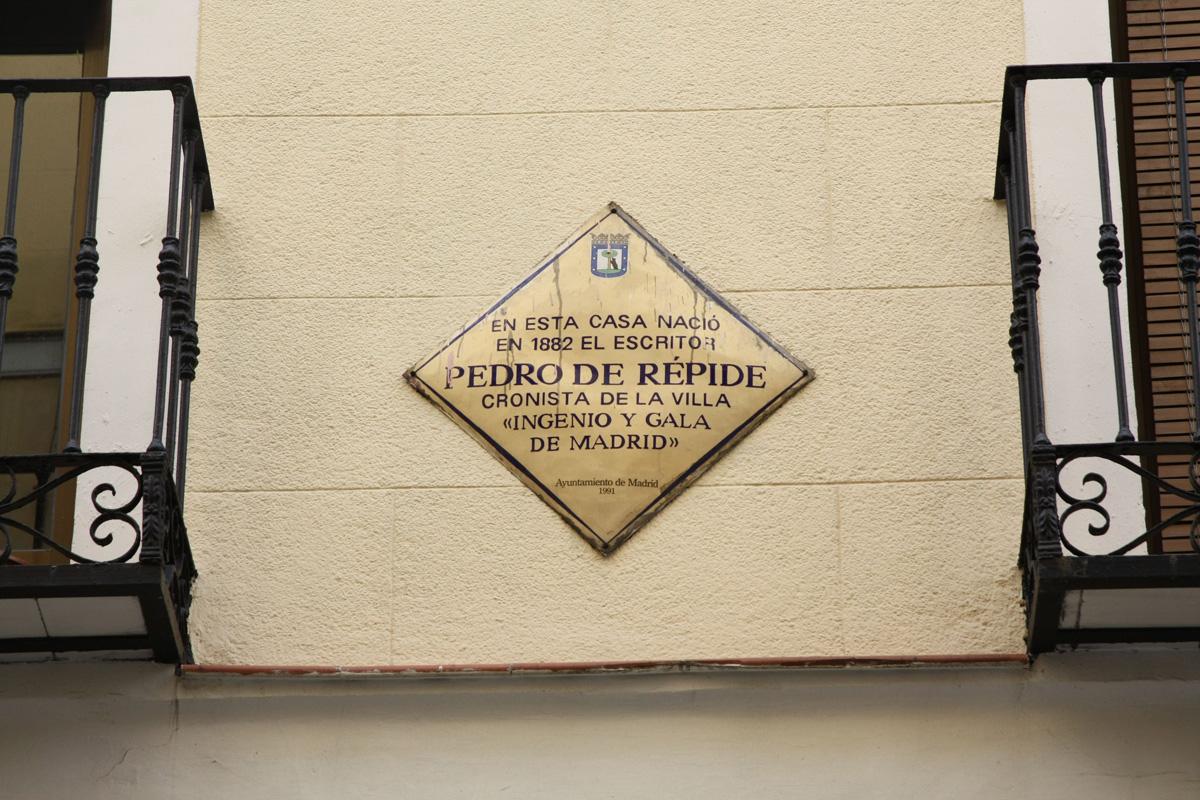 EN ESTA CASA NACIÓ
EN 1882 EL ESCRITOR
PEDRO DE RÉPIDE
CRONISTA DE LA VILLA
«INGENIO Y GALA
DE MADRID»
Ayuntamiento de Madrid
1991